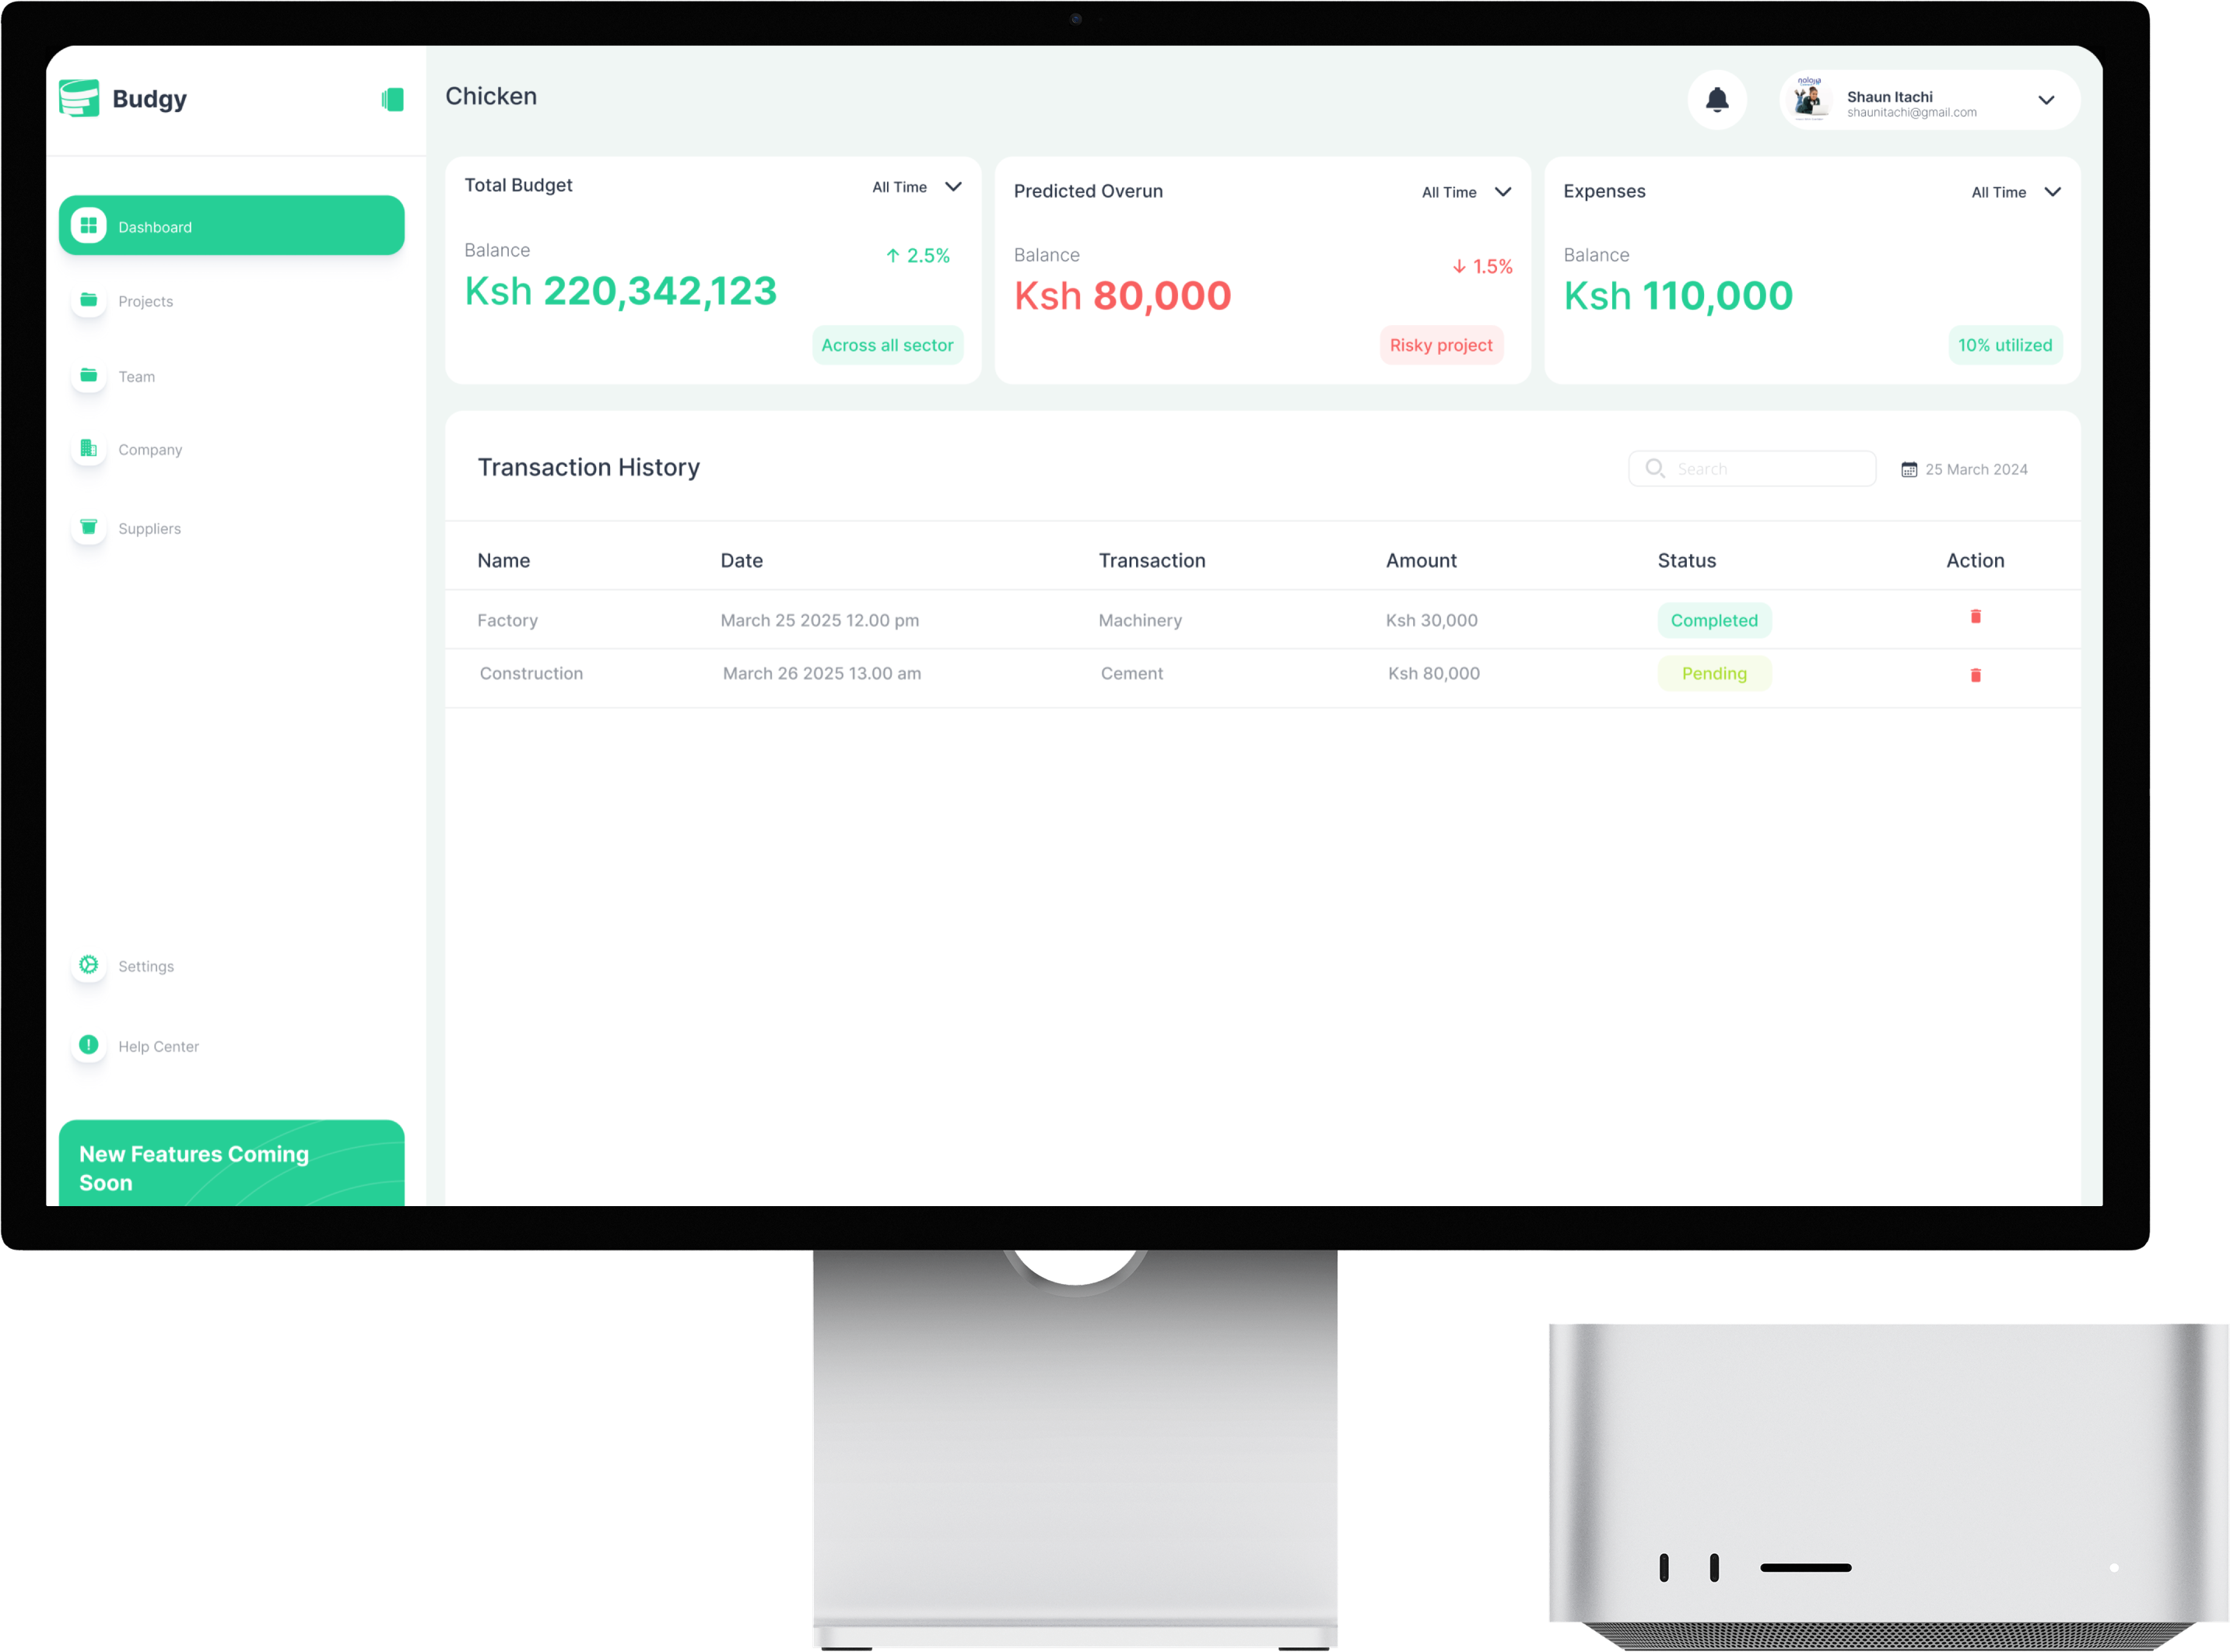 Budgy
Chicken
Shaun Itachi
shaunitachi@gmail.com
Dashboard
Projects
Team
Company
Suppliers
Settings
Help Center
New Features Coming
Soon
Total Budget
All Time
Balance
↑ 2.5%
Ksh 220,342,123
Across all sector
Predicted Overun
All Time
Balance
↓ 1.5%
Ksh 80,000
Risky project
Expenses
All Time
Balance
Ksh 110,000
10% utilized
Transaction History
Search
25 March 2024
Name Date Transaction Amount Status Action
Factory March 25 2025 12.00 pm Machinery Ksh 30,000 Completed
Construction March 26 2025 13.00 am Cement Ksh 80,000 Pending